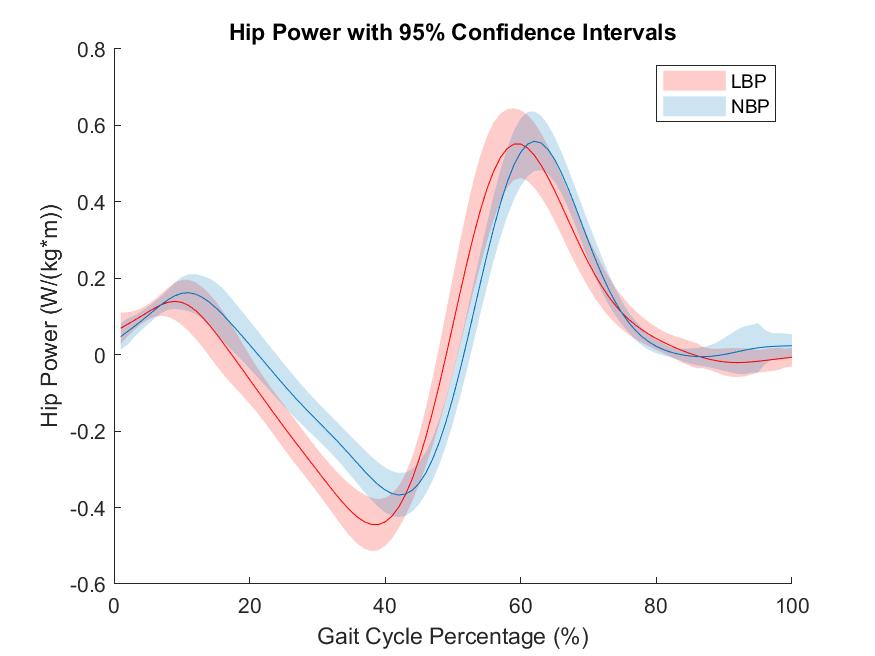 Hip Power with 95% Confidence Intervals
0.8
0.6
0.4
0.2
0
-0.2
-0.4
-0.6
Hip Power (W/(kg*m))
LBP
NBP
0 20 40 60 80 100
Gait Cycle Percentage (%)